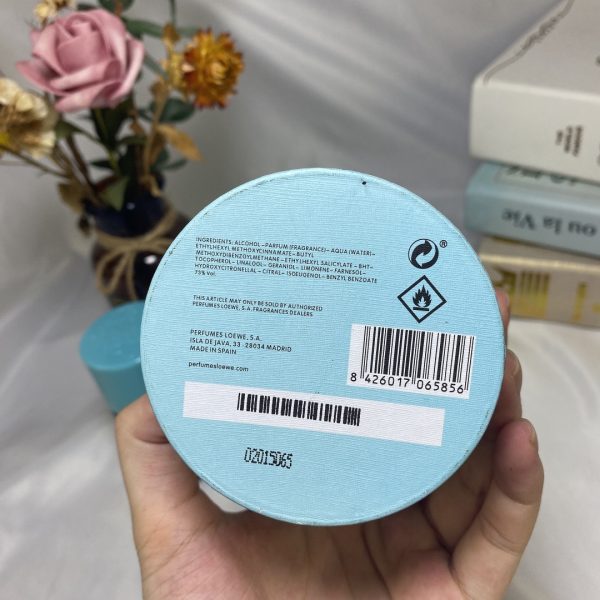 INGREDIENTS: ALCOHOL–PARFUM (FRAGRANCE)–AQUA (WATER)–
ETHYLHEXYL METHOXYCINNAMATE–BUTYL
METHOXYDIBENZOYLMETHANE–ETHYLHEXYL SALICYLATE–BHT–
TOCOPHEROL–LINALOOL–GERANIOL–LIMONENE–FARNESOL–
HYDROXYCITRONELLAL–CITRAL–ISOEUGENOL–BENZYL BENZOATE
75% Vol.
®
THIS ARTICLE MAY ONLY BE SOLD BY AUTHORIZED
PERFUMES LOEWE, S.A. FRAGRANCES DEALERS
PERFUMES LOEWE, S.A.
ISLA DE JAVA, 33 -28034 MADRID
MADE IN SPAIN
perfumesloewe.com
8 426017 065856
02015065
ou la Vie